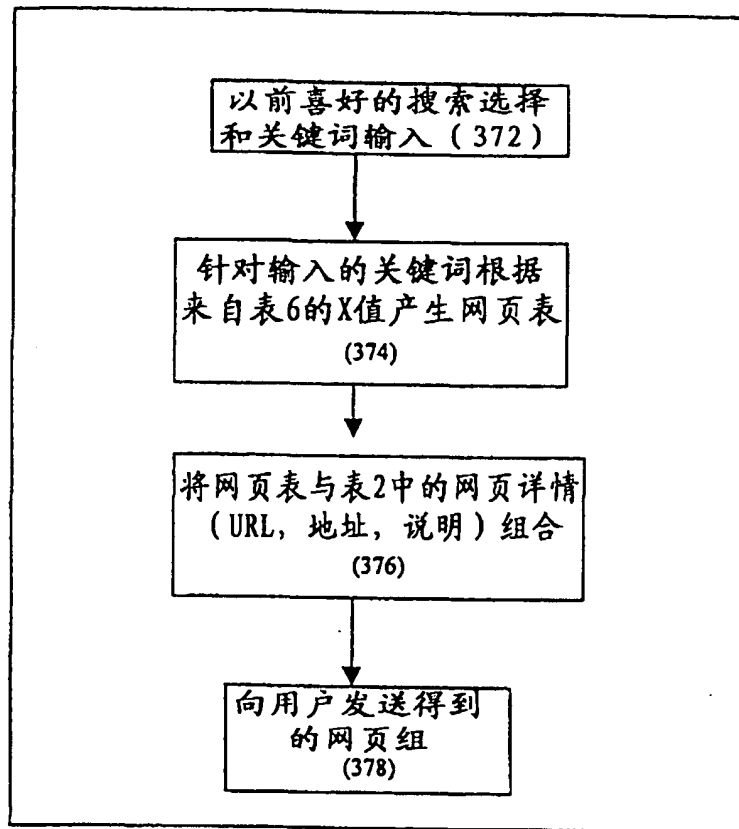 以前喜好的搜索选择
和关键词输入(372)
针对输入的关键词根据
来自表6的X值产生网页表
(374)
将网页表与表2中的网页详情
(URL, 地址, 说明)组合
(376)
向用户发送得到
的网页组
(378)